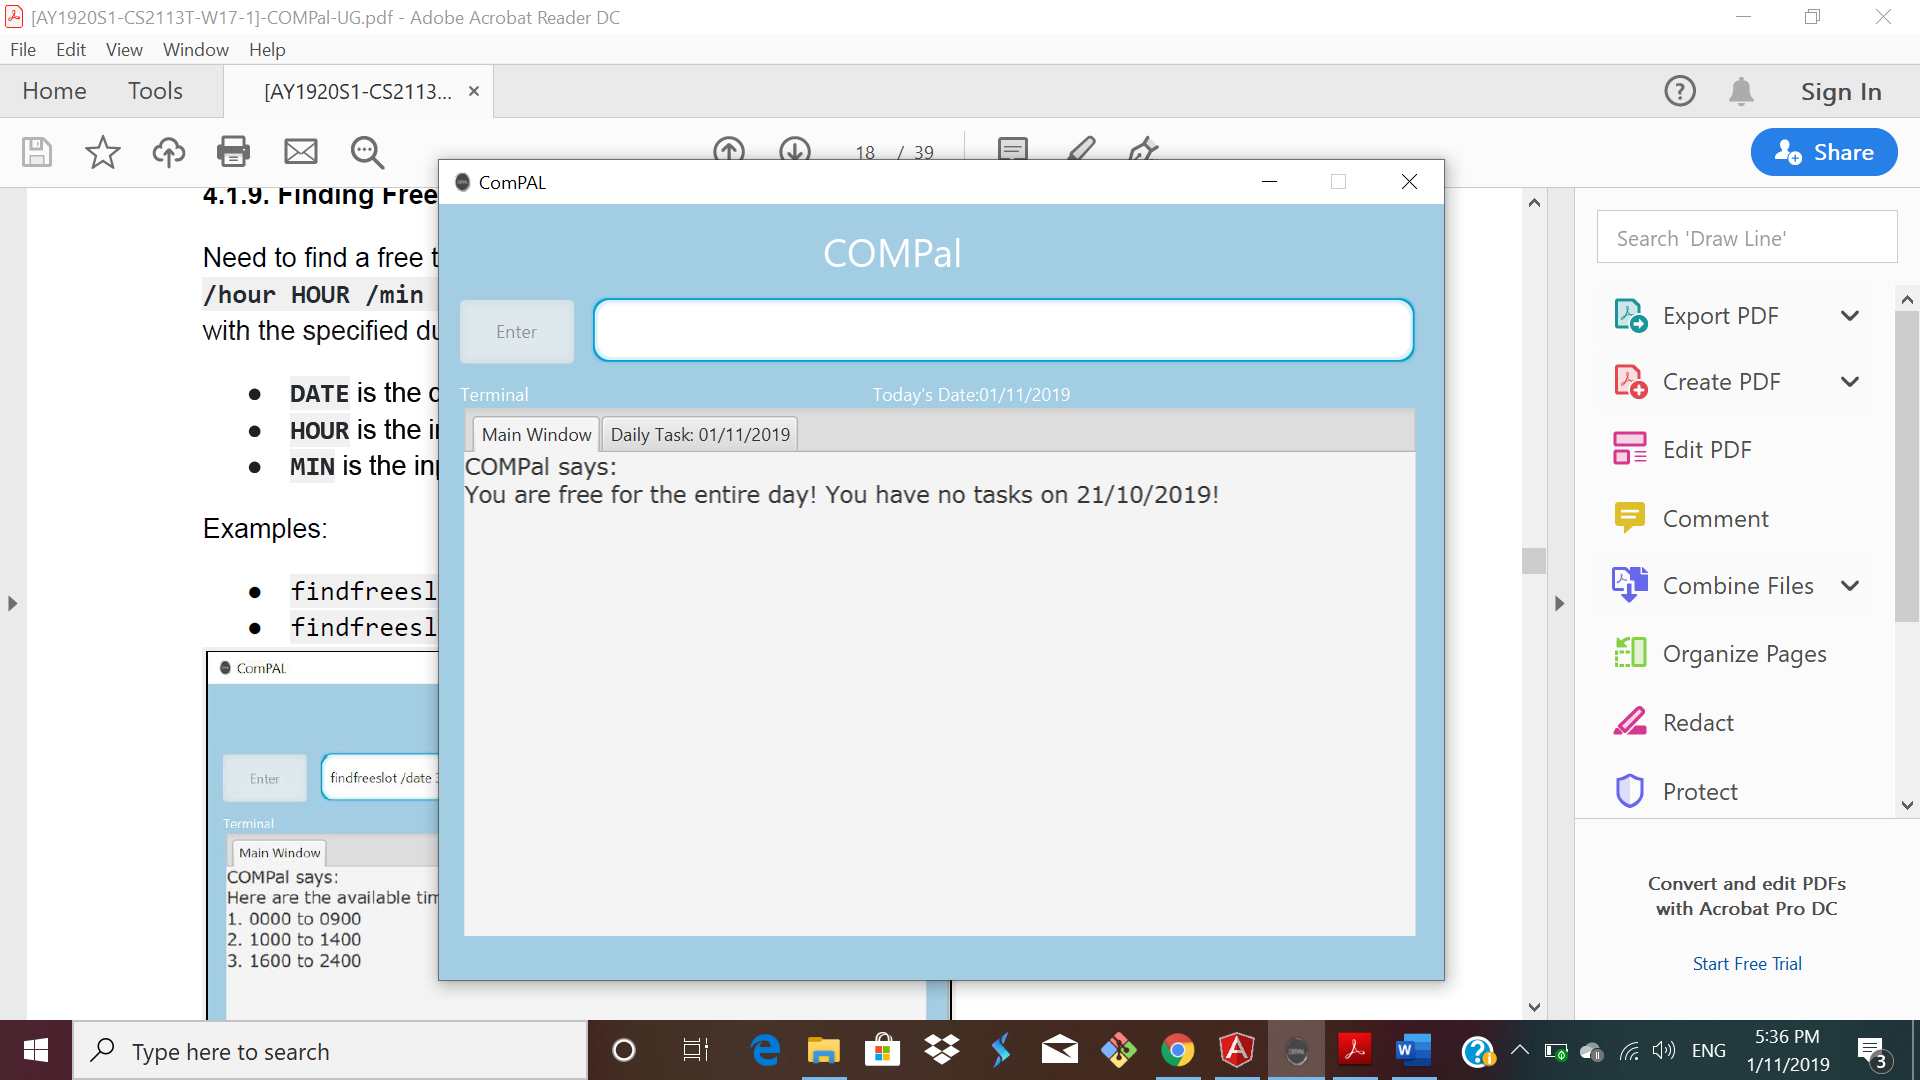 [AY1920S1-CS2113T-W17-1]-COMPal-UG.pdf - Adobe Acrobat Reader DC
File Edit View Window Help
Home Tools [AY1920S1-CS2113... × Sign In
18 / 39 Share
4.1.9. Finding Free
Need to find a free
/hour HOUR /min
with the specified
DATE is the
HOUR is the
MIN is the
Examples:
findfreesl
findfreesl
ComPAL
Enter findfreeslot /date
Terminal
Main Window
COMPal says:
Here are the available
1. 0000 to 0900
2. 1000 to 1400
3. 1600 to 2400
ComPAL
COMPal
Enter
Terminal Today's Date:01/11/2019
Main Window Daily Task: 01/11/2019
COMPal says:
You are free for the entire day! You have no tasks on 21/10/2019!
Search 'Draw Line'
Export PDF
Create PDF
Edit PDF
Comment
Combine Files
Organize Pages
Redact
Protect
Convert and edit PDFs
with Acrobat Pro DC
Start Free Trial
Type here to search
ENG
5:36 PM
1/11/2019
3